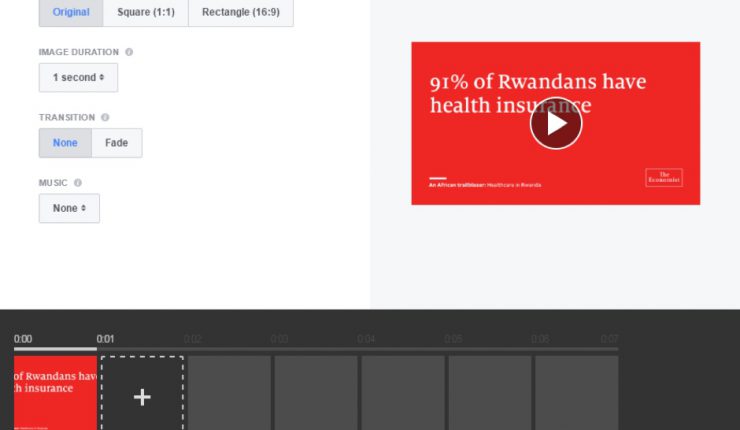 Original Square (1:1) Rectangle (16:9)
IMAGE DURATION
1 second
TRANSITION
None Fade
MUSIC
None
91% of Rwandans have
health insurance
An African trailblazer: Healthcare in Rwanda
The
Economist
0:00 0:01 0:02 0:03 0:04 0:05 0:06 0:07
of Rwandans hav
th insurance